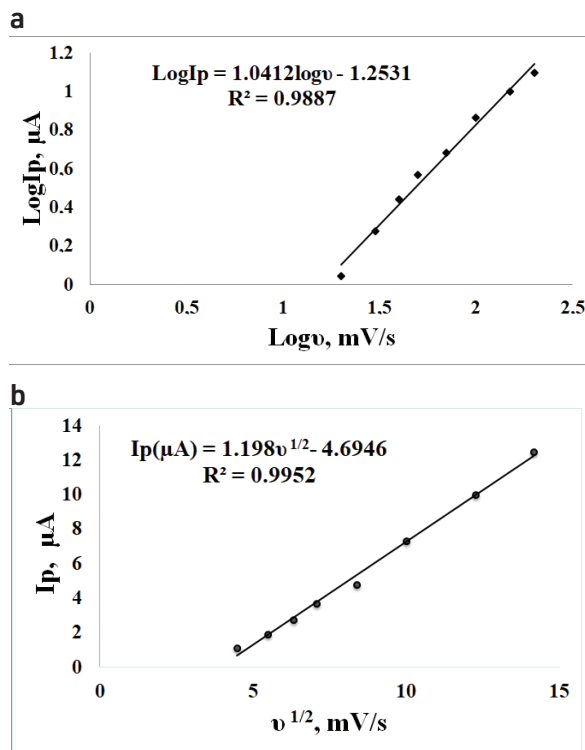 a
LogIp = 1.0412logυ - 1.2531
R² = 0.9887
LogIp, μA
1.2
1
0.8
0.6
0.4
0.2
0
0
0,5
1
1,5
2
2.5
Logυ, mV/s
b
Ip(μA) = 1.198υ^1/2- 4.6946
R² = 0.9952
Ip, μA
14
12
10
8
6
4
2
0
0
5
10
15
υ^1/2, mV/s